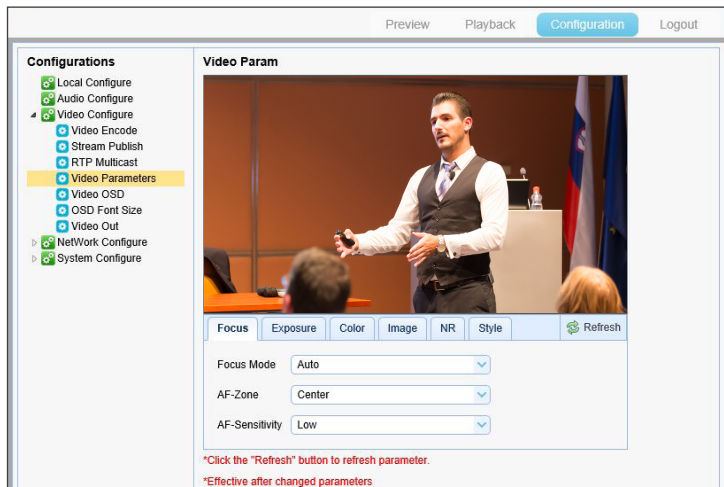 Preview Playback Configuration Logout
Configurations
Local Configure
Audio Configure
Video Configure
Video Encode
Stream Publish
RTP Multicast
Video Parameters
Video OSD
OSD Font Size
Video Out
NetWork Configure
System Configure
Video Param
Focus Exposure Color Image NR Style Refresh
Focus Mode Auto
AF-Zone Center
AF-Sensitivity Low
*Click the "Refresh" button to refresh parameter.
*Effective after changed parameters